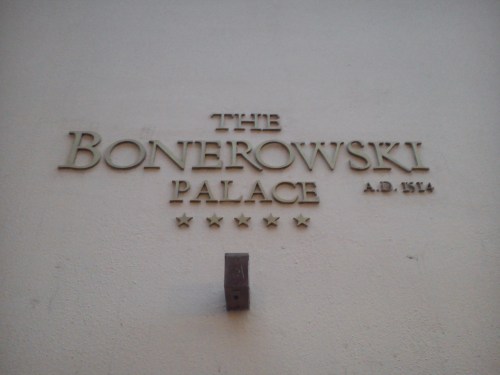 THE
BONEROWSKI
PALACE
A.D. 1514